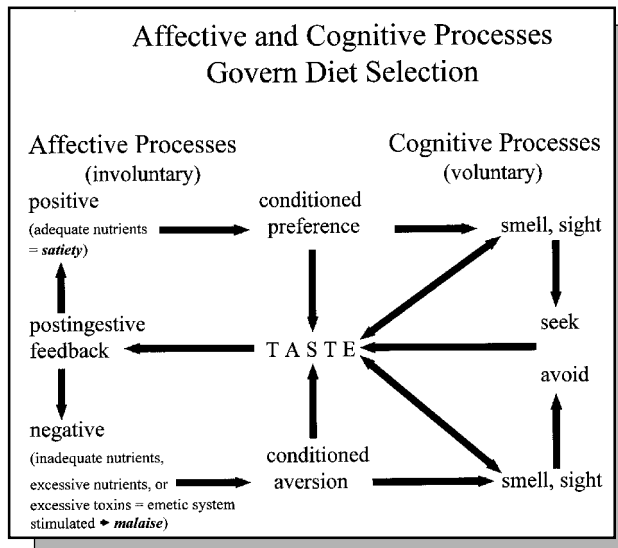 Affective and Cognitive Processes
Govern Diet Selection
Affective Processes
(involuntary)
Cognitive Processes
(voluntary)
positive
(adequate nutrients
= satiety)
conditioned
preference
smell, sight
postingestive
feedback
T A S T E
seek
avoid
negative
(inadequate nutrients,
excessive nutrients, or
excessive toxins = emetic system
stimulated → malaise)
conditioned
aversion
smell, sight